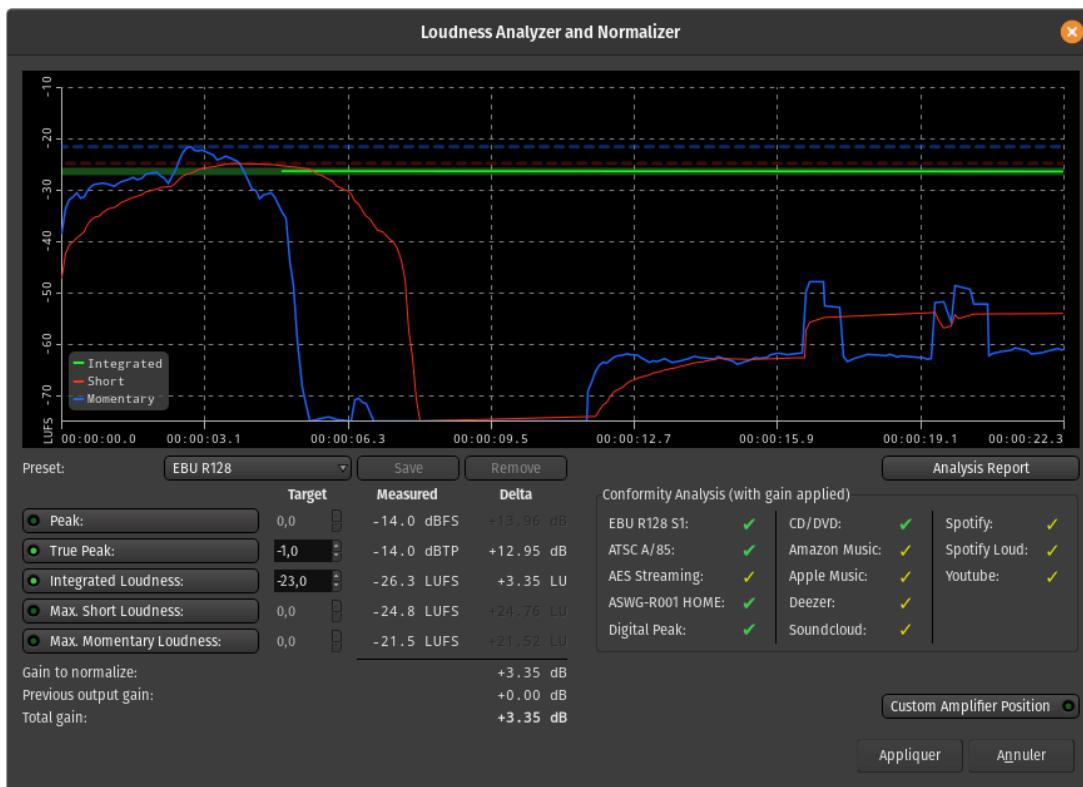 Loudness Analyzer and Normalizer
-10
-20
-30
-40
-50
-60
-70
LUFS
Integrated
Short
Momentary
00:00:00.0 00:00:03.1 00:00:06.3 00:00:09.5 00:00:12.7 00:00:15.9 00:00:19.1 00:00:22.3
Preset: EBU R128 Save Remove Analysis Report
Target Measured Delta
Peak: 0,0 -14.0 dBFS +13.96 dB
True Peak: -1,0 -14.0 dBTP +12.95 dB
Integrated Loudness: -23,0 -26.3 LUFS +3.35 LU
Max. Short Loudness: 0,0 -24.8 LUFS +24.76 LU
Max. Momentary Loudness: 0,0 -21.5 LUFS +21.52 LU
Gain to normalize: +3.35 dB
Previous output gain: +0.00 dB
Total gain: +3.35 dB
Conformity Analysis (with gain applied)
EBU R128 S1: ✔ CD/DVD: ✔ Spotify: ✓
ATSC A/85: ✔ Amazon Music: ✓ Spotify Loud: ✓
AES Streaming: ✓ Apple Music: ✓ Youtube: ✓
ASWG-R001 HOME: ✔ Deezer: ✓
Digital Peak: ✔ Soundcloud: ✓
Custom Amplifier Position
Appliquer Annuler